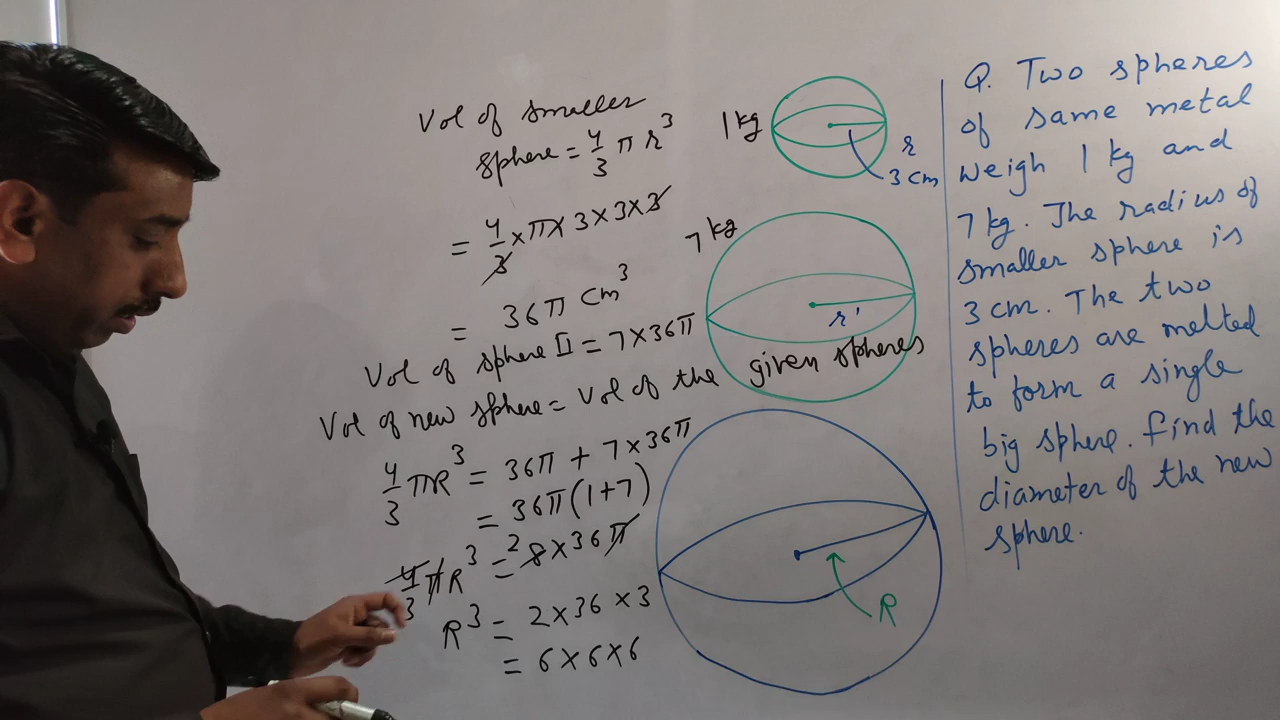 Vol of smaller
sphere = 4/3 π r³
= 4/3 × π × 3 × 3 × 3
= 36π cm³
Vol of sphere II = 7 × 36π
Vol of new sphere = Vol of the given spheres
4/3 πR³ = 36π + 7 × 36π
= 36π (1+7)
4/3 πR³ = 2 8 × 36π
R³ = 2 × 36 × 3
= 6 × 6 × 6
1 kg
r
3 cm
7 kg
r'
R
Q. Two spheres
of same metal
weigh 1 kg and
7 kg. The radius of
smaller sphere is
3 cm. The two
spheres are melted
to form a single
big sphere. find the
diameter of the new
sphere.